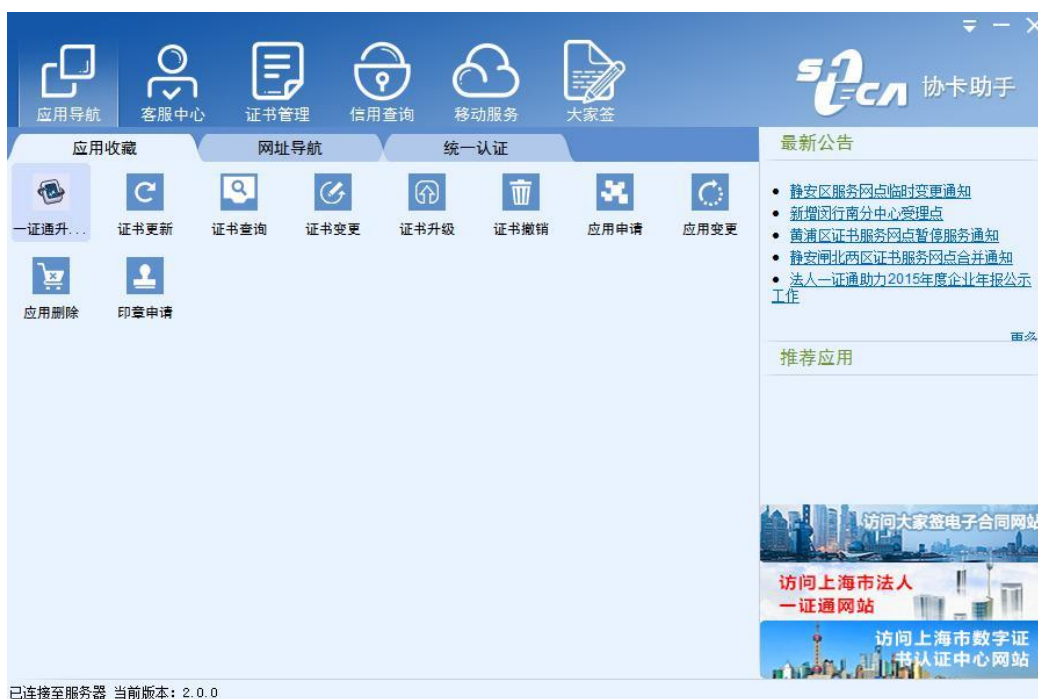 SHECA 协卡助手
应用导航 客服中心 证书管理 信用查询 移动服务 大家签
应用收藏 网址导航 统一认证
一证通升... 证书更新 证书查询 证书变更 证书升级 证书撤销 应用申请 应用变更
应用删除 印章申请
最新公告
静安区服务网点临时变更通知
新增闵行南分中心受理点
黄浦区证书服务网点暂停服务通知
静安闸北两区证书服务网点合并通知
法人一证通助力2015年度企业年报公示
工作
更多
推荐应用
访问大家签电子合同网站
访问上海市法人
一证通网站
访问上海市数字证
书认证中心网站
已连接至服务器 当前版本: 2.0.0